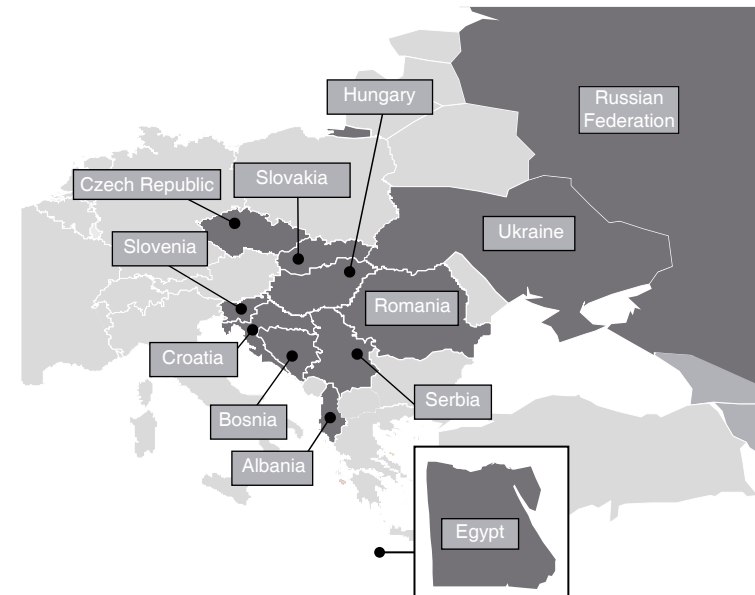 Hungary
Russian
Federation
Czech Republic
Slovakia
Slovenia
Ukraine
Romania
Croatia
Serbia
Bosnia
Albania
Egypt